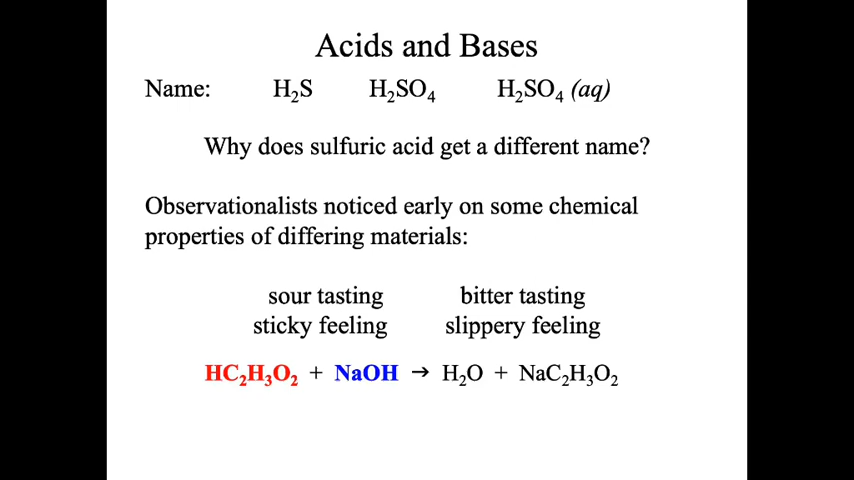 Acids and Bases
Name: H₂S H₂SO₄ H₂SO₄ (aq)
Why does sulfuric acid get a different name?
Observationalists noticed early on some chemical
properties of differing materials:
sour tasting bitter tasting
sticky feeling slippery feeling
HC₂H₃O₂ + NaOH → H₂O + NaC₂H₃O₂